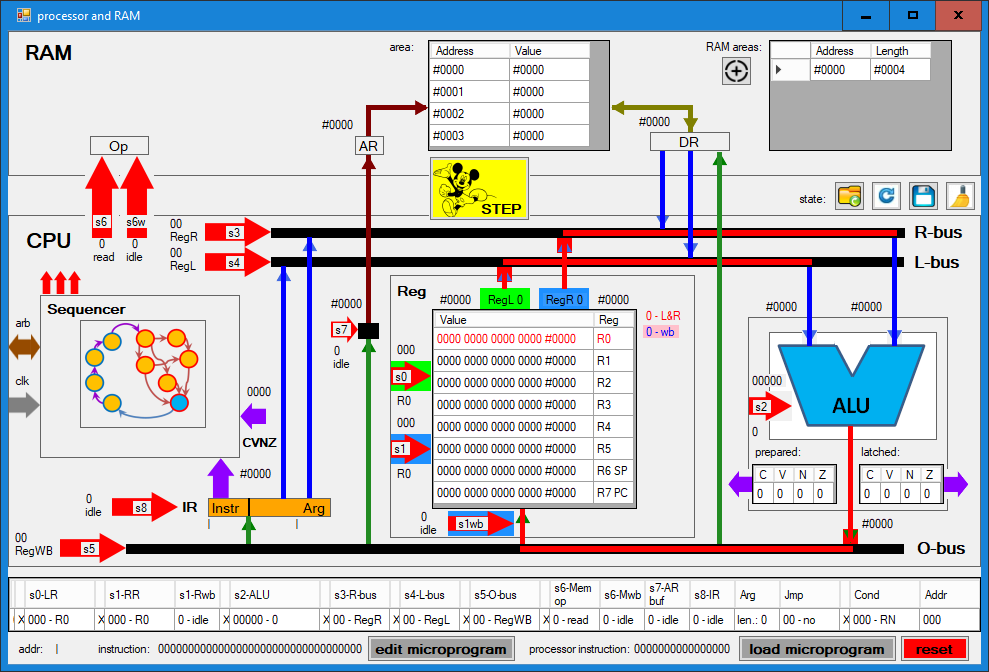 processor and RAM
RAM
area:
Address Value
#0000 #0000
#0001 #0000
#0002 #0000
#0003 #0000
RAM areas:
Address Length
#0000 #0004
#0000
AR
#0000
DR
Op
STEP
state:
s6 s6w
0 0
read idle
CPU
00
RegR
s3
R-bus
00
RegL
s4
L-bus
Sequencer
arb
clk
0000
CVNZ
#0000
#0000
s7
0
idle
Reg
#0000 RegL 0 RegR 0 #0000
0 - L&R
0 - wb
Value Reg
0000 0000 0000 0000 #0000 R0
0000 0000 0000 0000 #0000 R1
0000 0000 0000 0000 #0000 R2
0000 0000 0000 0000 #0000 R3
0000 0000 0000 0000 #0000 R4
0000 0000 0000 0000 #0000 R5
0000 0000 0000 0000 #0000 R6 SP
0000 0000 0000 0000 #0000 R7 PC
000
s0
R0
000
s1
R0
0
idle
s1wb
#0000 #0000
00000
s2
0
ALU
prepared: latched:
C V N Z C V N Z
0 0 0 0 0 0 0 0
#0000
0
idle
s8
IR
Instr Arg
00
RegWB
s5
O-bus
s0-LR s1-RR s1-Rwb s2-ALU s3-R-bus s4-L-bus s5-O-bus s6-Mem op s6-Mwb s7-AR buf s8-IR Arg Jmp Cond Addr
X 000 - R0 X 000 - R0 0 - idle X 00000 - 0 X 00 - RegR X 00 - RegL X 00 - RegWB X 0 - read 0 - idle 0 - idle 0 - idle len.: 0 00 - no X 000 - RN 000
addr: instruction: 0000000000000000000000000000000000 edit microprogram processor instruction: 0000000000000000 load microprogram reset